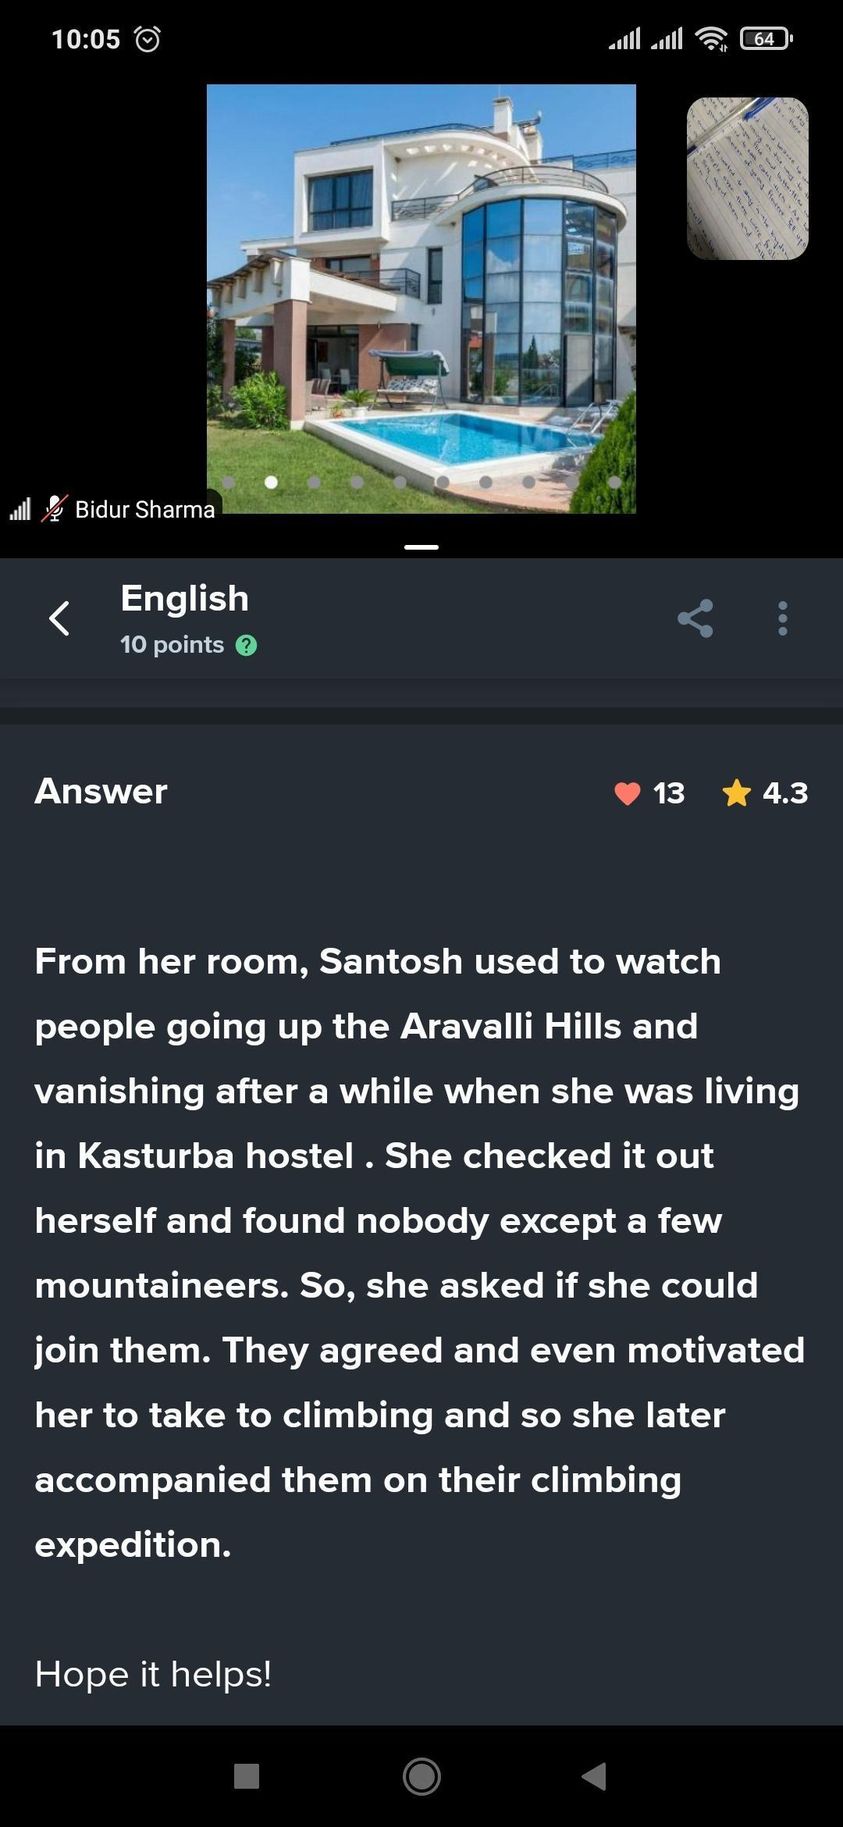 10:05
64
Bidur Sharma
English
10 points ?
Answer
13 4.3
From her room, Santosh used to watch
people going up the Aravalli Hills and
vanishing after a while when she was living
in Kasturba hostel . She checked it out
herself and found nobody except a few
mountaineers. So, she asked if she could
join them. They agreed and even motivated
her to take to climbing and so she later
accompanied them on their climbing
expedition.
Hope it helps!